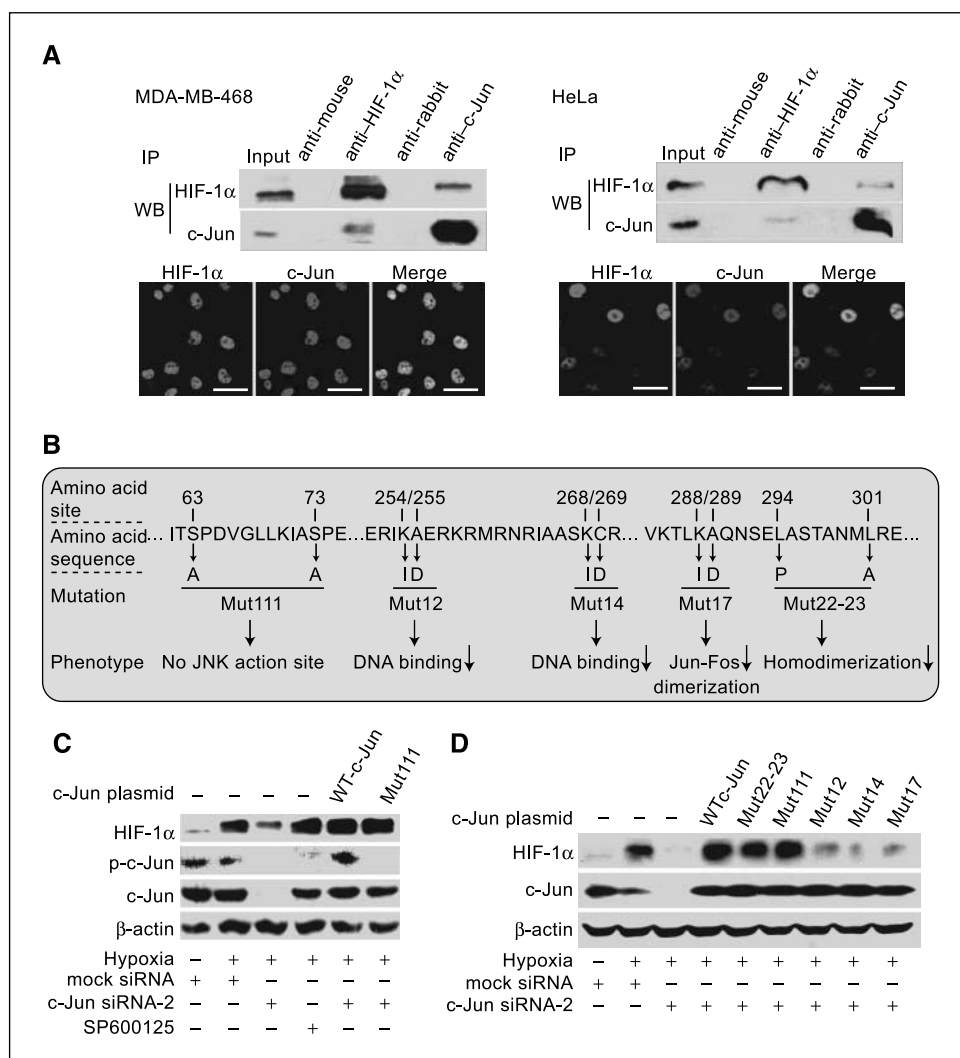 A
MDA-MB-468
IP
Input
anti-mouse
anti–HIF-1α
anti-rabbit
anti–c-Jun
WB
HIF-1α
c-Jun
HIF-1α c-Jun Merge
HeLa
IP
Input
anti-mouse
anti–HIF-1α
anti-rabbit
anti–c-Jun
WB
HIF-1α
c-Jun
HIF-1α c-Jun Merge
B
Amino acid site
63 73 254/255 268/269 288/289 294 301
Amino acid sequence
... ITSPDVGLLKIASPE...ERIKAERKRMRNRIAASKCR... VKTLKAQNSELASTANMLRE...
A A I D I D I D P A
Mutation
Mut111 Mut12 Mut14 Mut17 Mut22-23
Phenotype
No JNK action site DNA binding↓ DNA binding↓ Jun-Fos↓ dimerization Homodimerization↓
C
c-Jun plasmid – – – – WT-c-Jun Mut111
HIF-1α
p-c-Jun
c-Jun
β-actin
Hypoxia – + + + + +
mock siRNA + + – – – –
c-Jun siRNA-2 – – + – + +
SP600125 – – – + – –
D
c-Jun plasmid – – – WTc-Jun Mut22-23 Mut111 Mut12 Mut14 Mut17
HIF-1α
c-Jun
β-actin
Hypoxia – + + + + + + + +
mock siRNA + + – – – – – – –
c-Jun siRNA-2 – – + + + + + + +